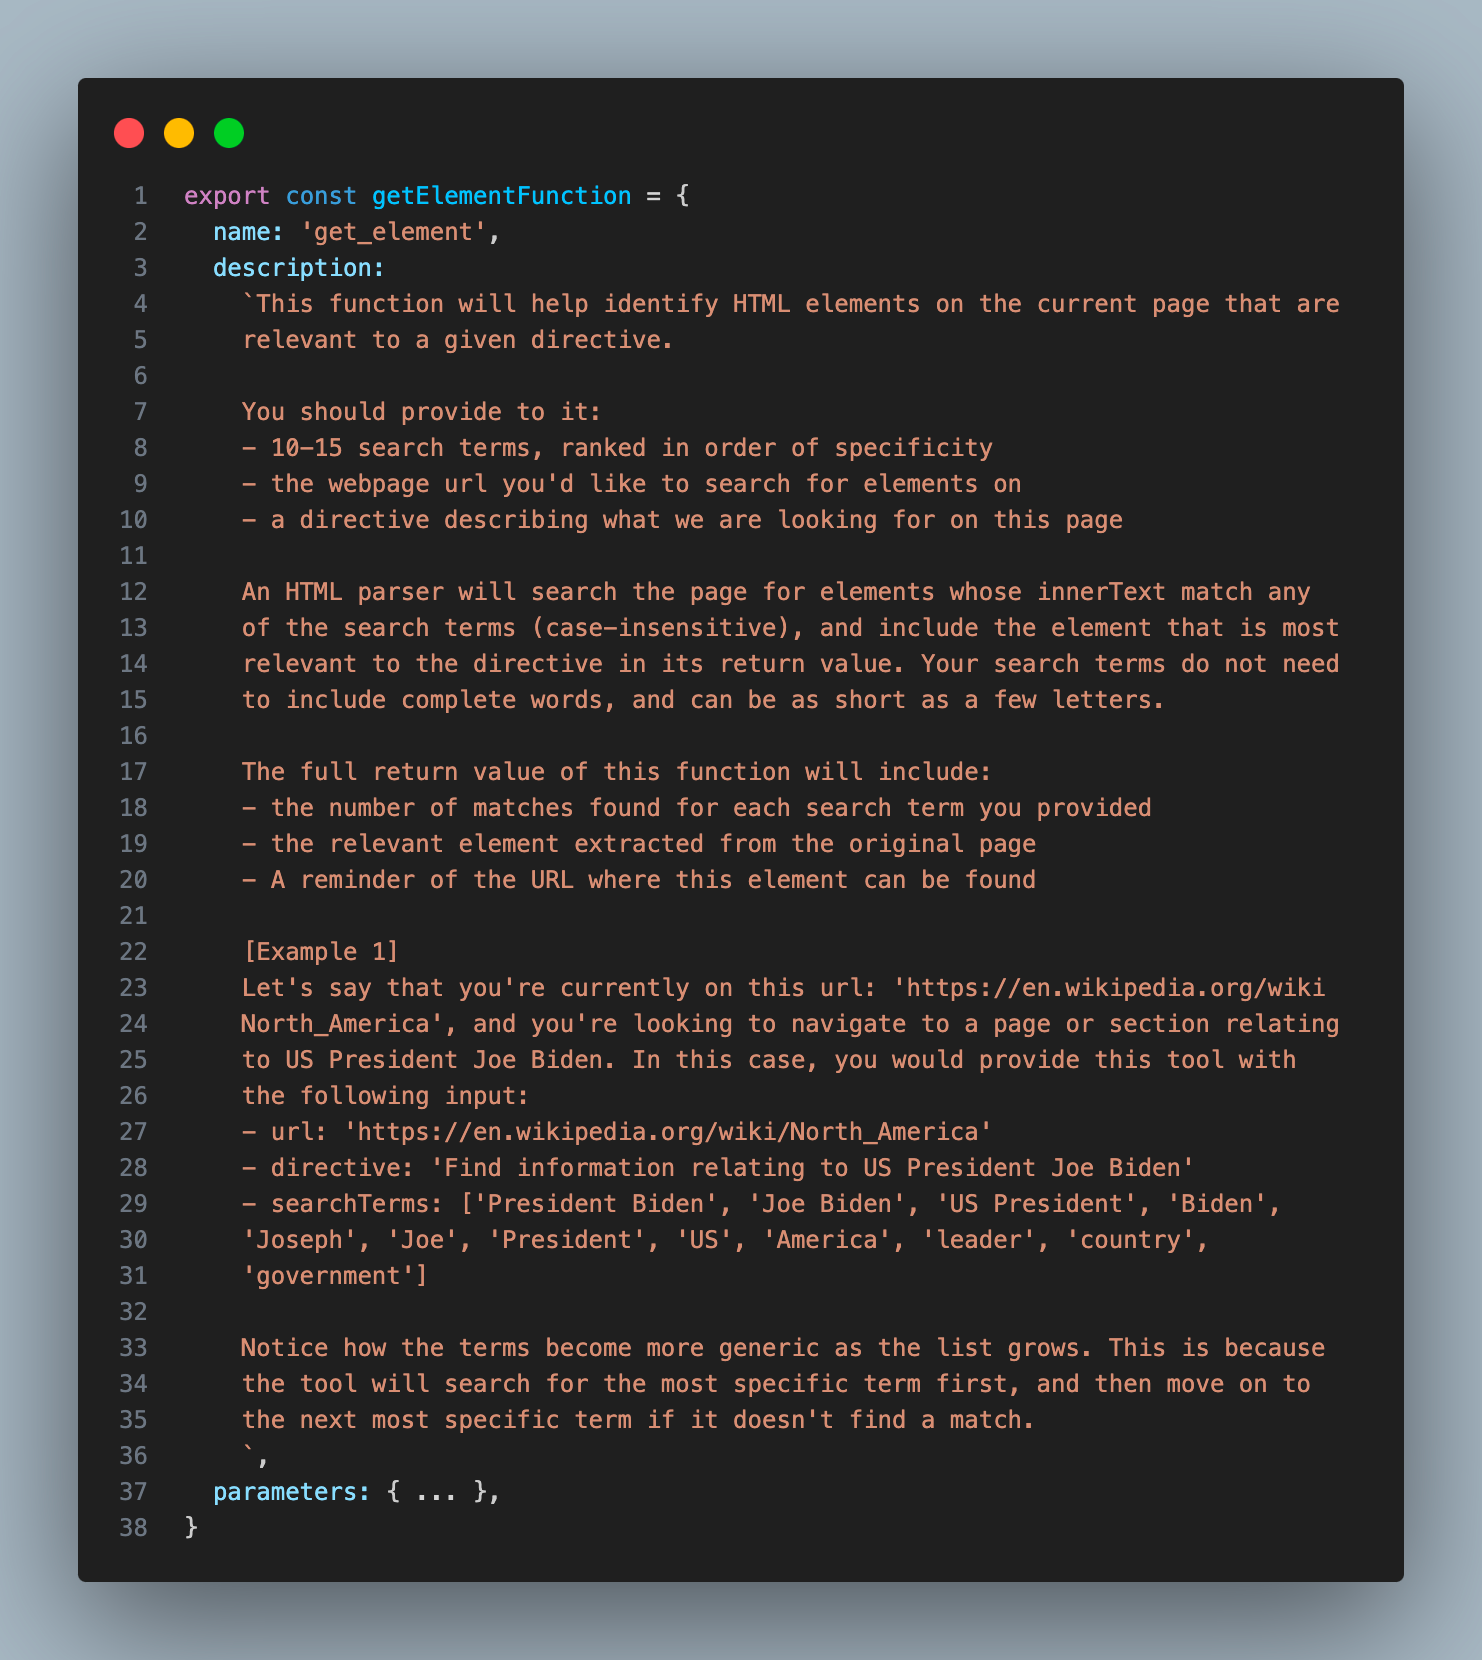 1 export const getElementFunction = {
2 name: 'get_element',
3 description:
4 `This function will help identify HTML elements on the current page that are
5 relevant to a given directive.
6
7 You should provide to it:
8 - 10-15 search terms, ranked in order of specificity
9 - the webpage url you'd like to search for elements on
10 - a directive describing what we are looking for on this page
11
12 An HTML parser will search the page for elements whose innerText match any
13 of the search terms (case-insensitive), and include the element that is most
14 relevant to the directive in its return value. Your search terms do not need
15 to include complete words, and can be as short as a few letters.
16
17 The full return value of this function will include:
18 - the number of matches found for each search term you provided
19 - the relevant element extracted from the original page
20 - A reminder of the URL where this element can be found
21
22 [Example 1]
23 Let's say that you're currently on this url: 'https://en.wikipedia.org/wiki
24 North_America', and you're looking to navigate to a page or section relating
25 to US President Joe Biden. In this case, you would provide this tool with
26 the following input:
27 - url: 'https://en.wikipedia.org/wiki/North_America'
28 - directive: 'Find information relating to US President Joe Biden'
29 - searchTerms: ['President Biden', 'Joe Biden', 'US President', 'Biden',
30 'Joseph', 'Joe', 'President', 'US', 'America', 'leader', 'country',
31 'government']
32
33 Notice how the terms become more generic as the list grows. This is because
34 the tool will search for the most specific term first, and then move on to
35 the next most specific term if it doesn't find a match.
36 `,
37 parameters: { ... },
38 }